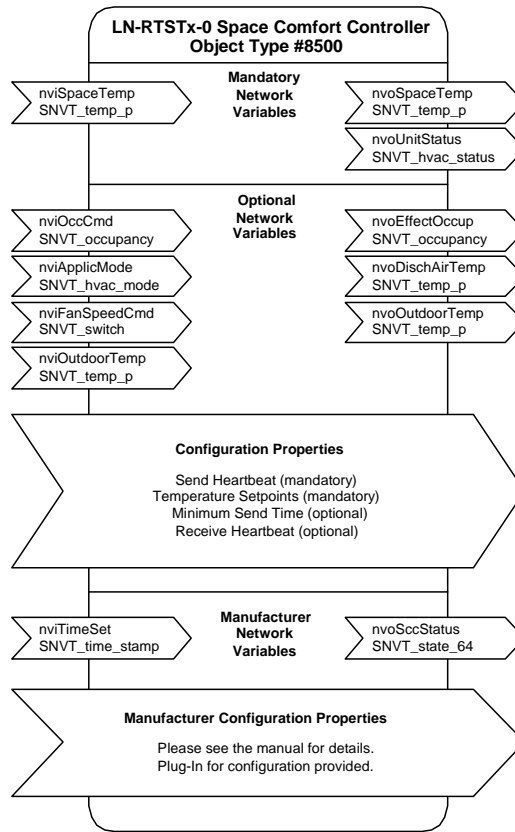 LN-RTSTx-0 Space Comfort Controller
Object Type #8500
Mandatory
Network
Variables
nviSpaceTemp
SNVT_temp_p
nvoSpaceTemp
SNVT_temp_p
nvoUnitStatus
SNVT_hvac_status
Optional
Network
Variables
nviOccCmd
SNVT_occupancy
nviApplicMode
SNVT_hvac_mode
nviFanSpeedCmd
SNVT_switch
nviOutdoorTemp
SNVT_temp_p
nvoEffectOccup
SNVT_occupancy
nvoDischAirTemp
SNVT_temp_p
nvoOutdoorTemp
SNVT_temp_p
Configuration Properties
Send Heartbeat (mandatory)
Temperature Setpoints (mandatory)
Minimum Send Time (optional)
Receive Heartbeat (optional)
Manufacturer
Network
Variables
nviTimeSet
SNVT_time_stamp
nvoSccStatus
SNVT_state_64
Manufacturer Configuration Properties
Please see the manual for details.
Plug-In for configuration provided.